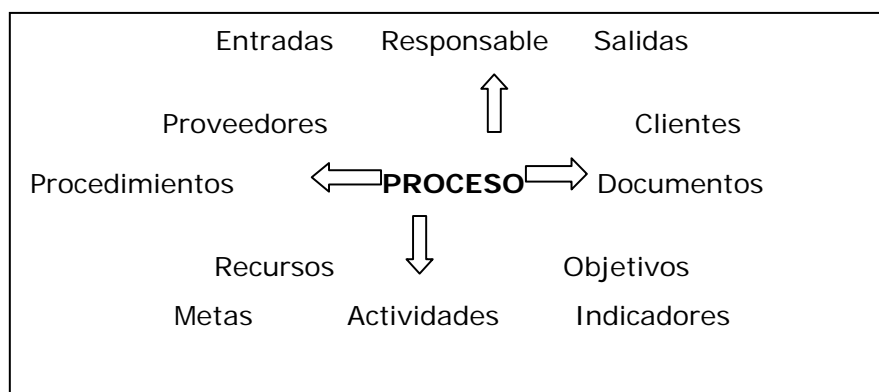 Entradas Responsable Salidas
Proveedores Clientes
Procedimientos PROCESO Documentos
Recursos Objetivos
Metas Actividades Indicadores